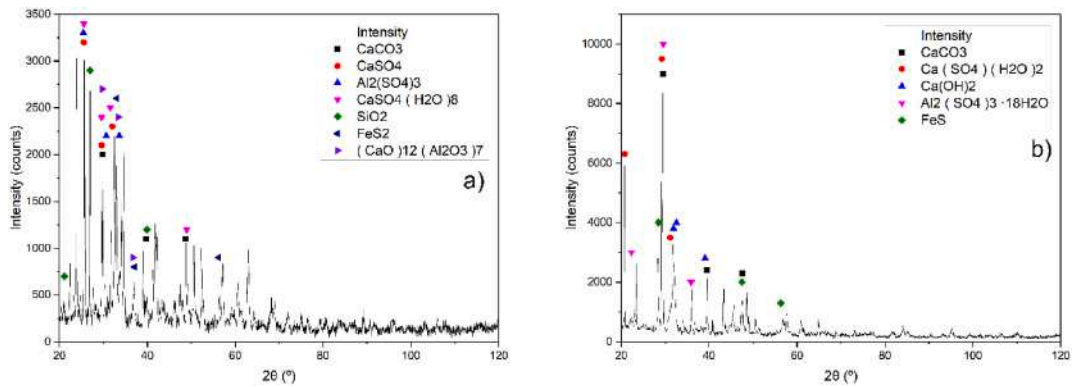 3500
3000
2500
2000
1500
1000
500
0
Intensity (counts)
Intensity
CaCO3
CaSO4
Al2(SO4)3
CaSO4 ( H2O )6
SiO2
FeS2
( CaO )12 ( Al2O3 )7
a)
20 40 60 80 100 120
2θ (º)
10000
8000
6000
4000
2000
0
Intensity (counts)
Intensity
CaCO3
Ca ( SO4 ) ( H2O )2
Ca(OH)2
Al2 ( SO4 )3 ·18H2O
FeS
b)
20 40 60 80 100 120
2θ (º)